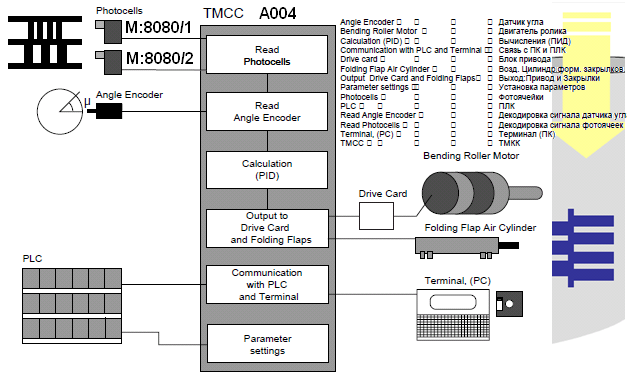 Photocells
M:8080/1
M:8080/2
Angle Encoder
µ
TMCC A004
Read
Photocells
Read
Angle Encoder
Calculation
(PID)
Output to
Drive Card
and Folding Flaps
Communication
with PLC
and Terminal
Parameter
settings
PLC
Angle Encoder Датчик угла
Bending Roller Motor Двигатель ролика
Calculation (PID) Вычисления (ПИД)
Communication with PLC and Terminal Связь с ПК и ПЛК
Drive card Блок привода
Folding Flap Air Cylinder Возд. Цилиндр форм. закрылков
Output Drive Card and Folding Flaps Выход:Привод и Закрылки
Parameter settings Установка параметров
Photocells Фотоячейки
PLC ПЛК
Read Angle Encoder Декодировка сигнала датчика угл
Read Photocells Декодировка сигнала фотоячеек
Terminal, (PC) Терминал (ПК)
TMCC ТМКК
Bending Roller Motor
Drive Card
Folding Flap Air Cylinder
Terminal, (PC)